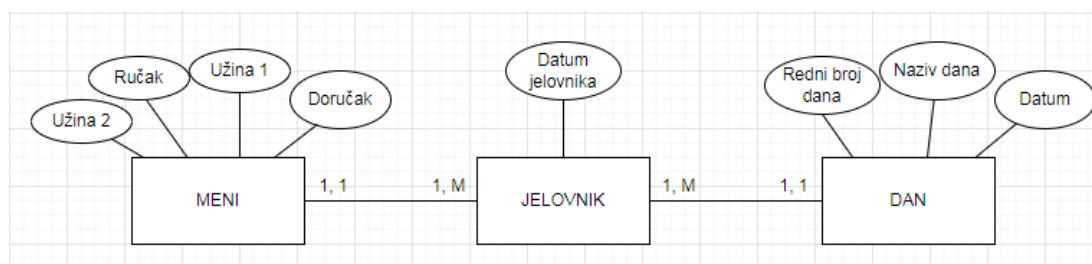 Užina 2
Ručak
Užina 1
Doručak
Datum
jelovnika
Redni broj
dana
Naziv dana
Datum
MENI
1, 1
1, M
JELOVNIK
1, M
1, 1
DAN